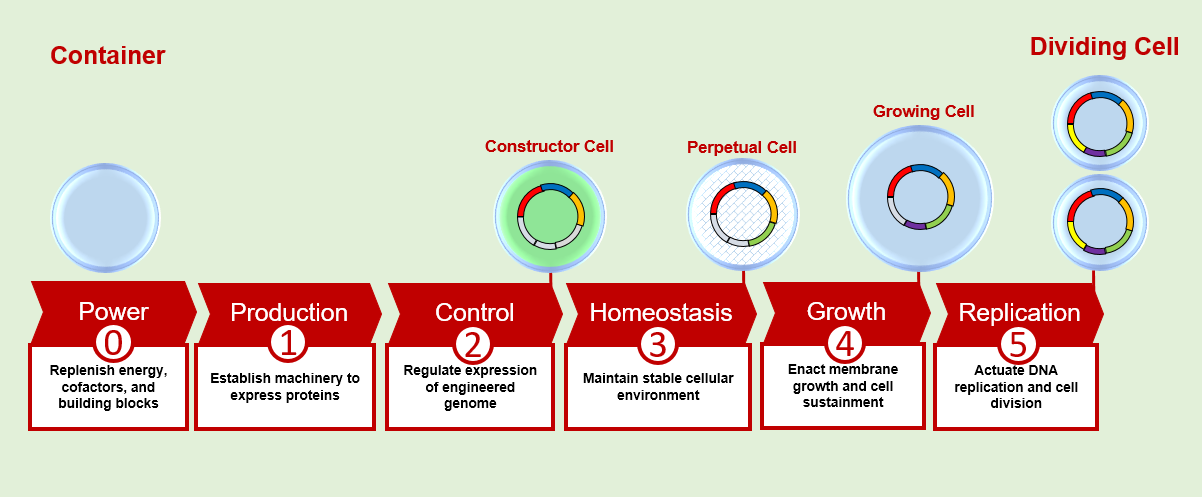 Container
Dividing Cell
Growing Cell
Constructor Cell
Perpetual Cell
Power
Production
Control
Homeostasis
Growth
Replication
0
1
2
3
4
5
Replenish energy,
cofactors, and
building blocks
Establish machinery to
express proteins
Regulate expression
of engineered
genome
Maintain stable cellular
environment
Enact membrane
growth and cell
sustainment
Actuate DNA
replication and cell
division